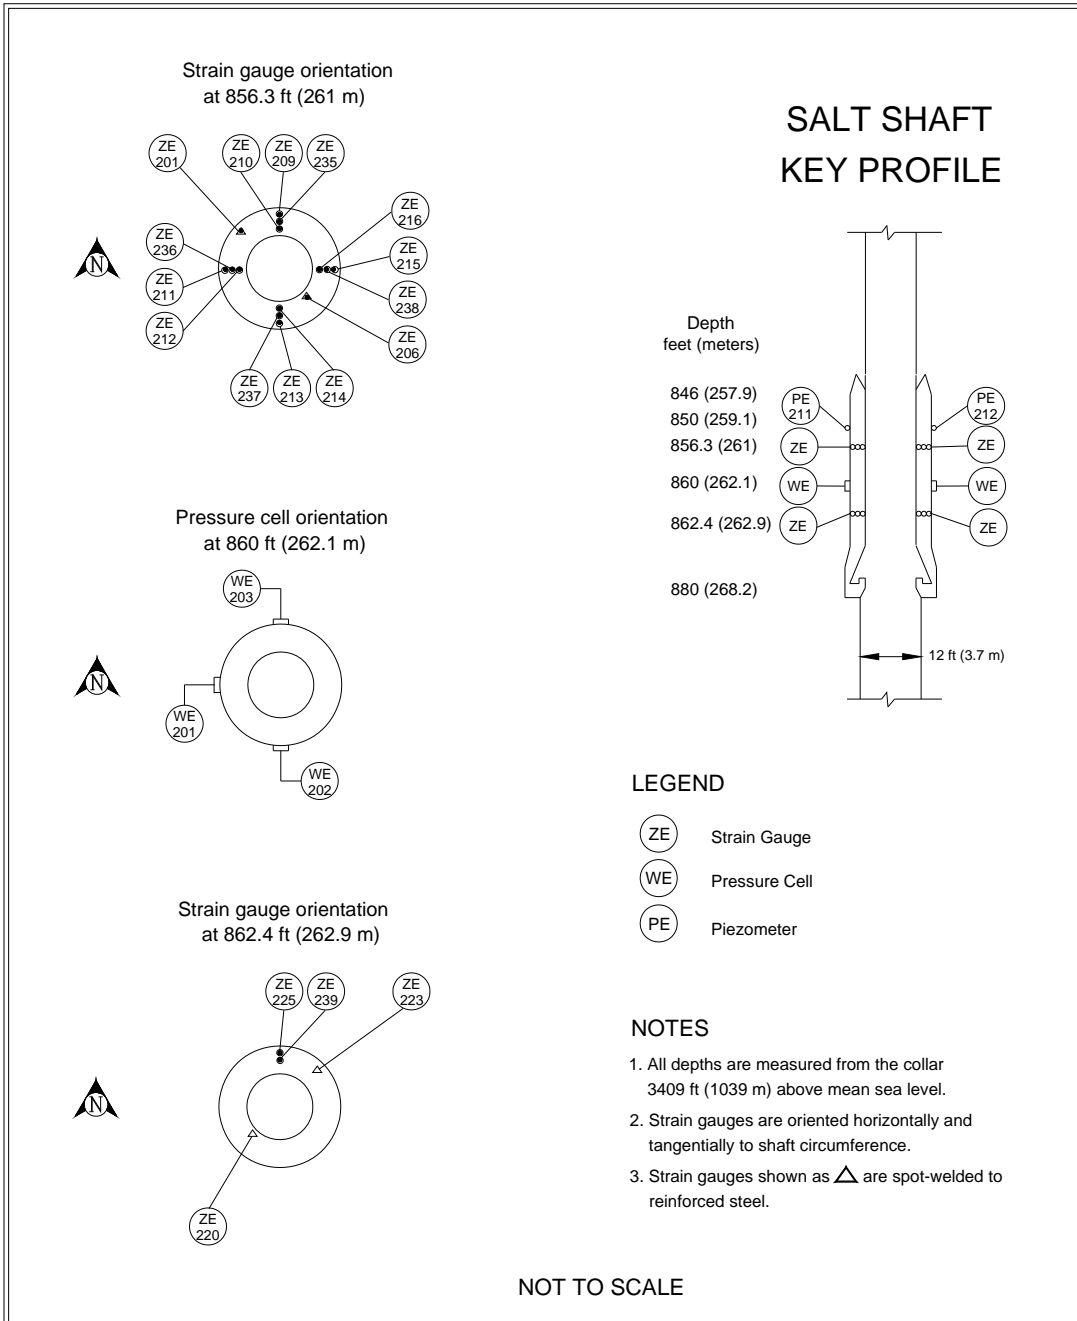 Strain gauge orientation
at 856.3 ft (261 m)
ZE
201
ZE
210
ZE
209
ZE
235
ZE
216
ZE
236
ZE
215
ZE
211
ZE
238
ZE
212
ZE
206
ZE
237
ZE
213
ZE
214
N
SALT SHAFT
KEY PROFILE
Depth
feet (meters)
846 (257.9)
850 (259.1)
856.3 (261)
860 (262.1)
862.4 (262.9)
880 (268.2)
PE
211
PE
212
ZE
ZE
WE
WE
ZE
ZE
12 ft (3.7 m)
Pressure cell orientation
at 860 ft (262.1 m)
WE
203
N
WE
201
WE
202
LEGEND
ZE Strain Gauge
WE Pressure Cell
PE Piezometer
Strain gauge orientation
at 862.4 ft (262.9 m)
ZE
225
ZE
239
ZE
223
N
ZE
220
NOTES
1. All depths are measured from the collar
3409 ft (1039 m) above mean sea level.
2. Strain gauges are oriented horizontally and
tangentially to shaft circumference.
3. Strain gauges shown as △ are spot-welded to
reinforced steel.
NOT TO SCALE